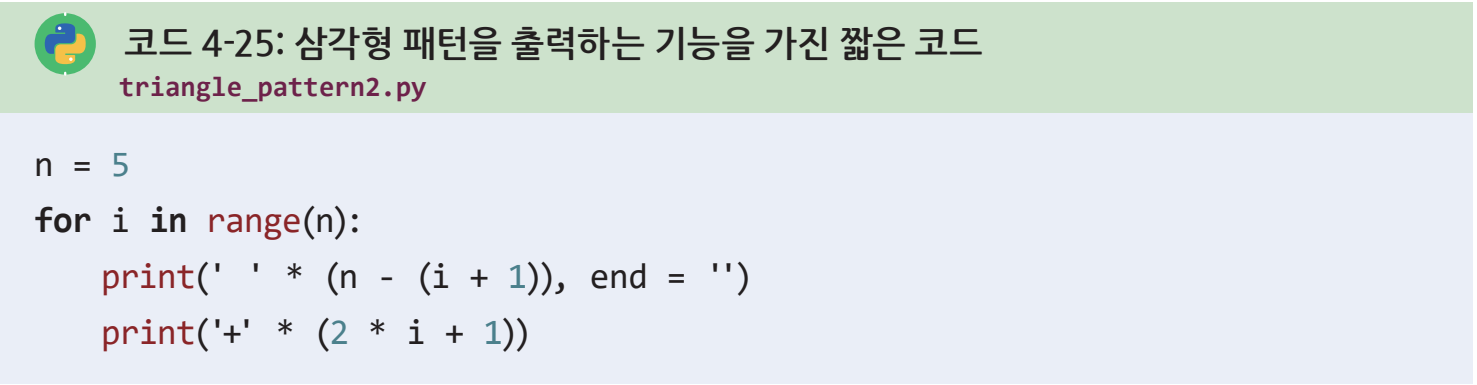 코드 4-25: 삼각형 패턴을 출력하는 기능을 가진 짧은 코드
triangle_pattern2.py
n = 5
for i in range(n):
    print(' ' * (n - (i + 1)), end = '')
    print('+' * (2 * i + 1))